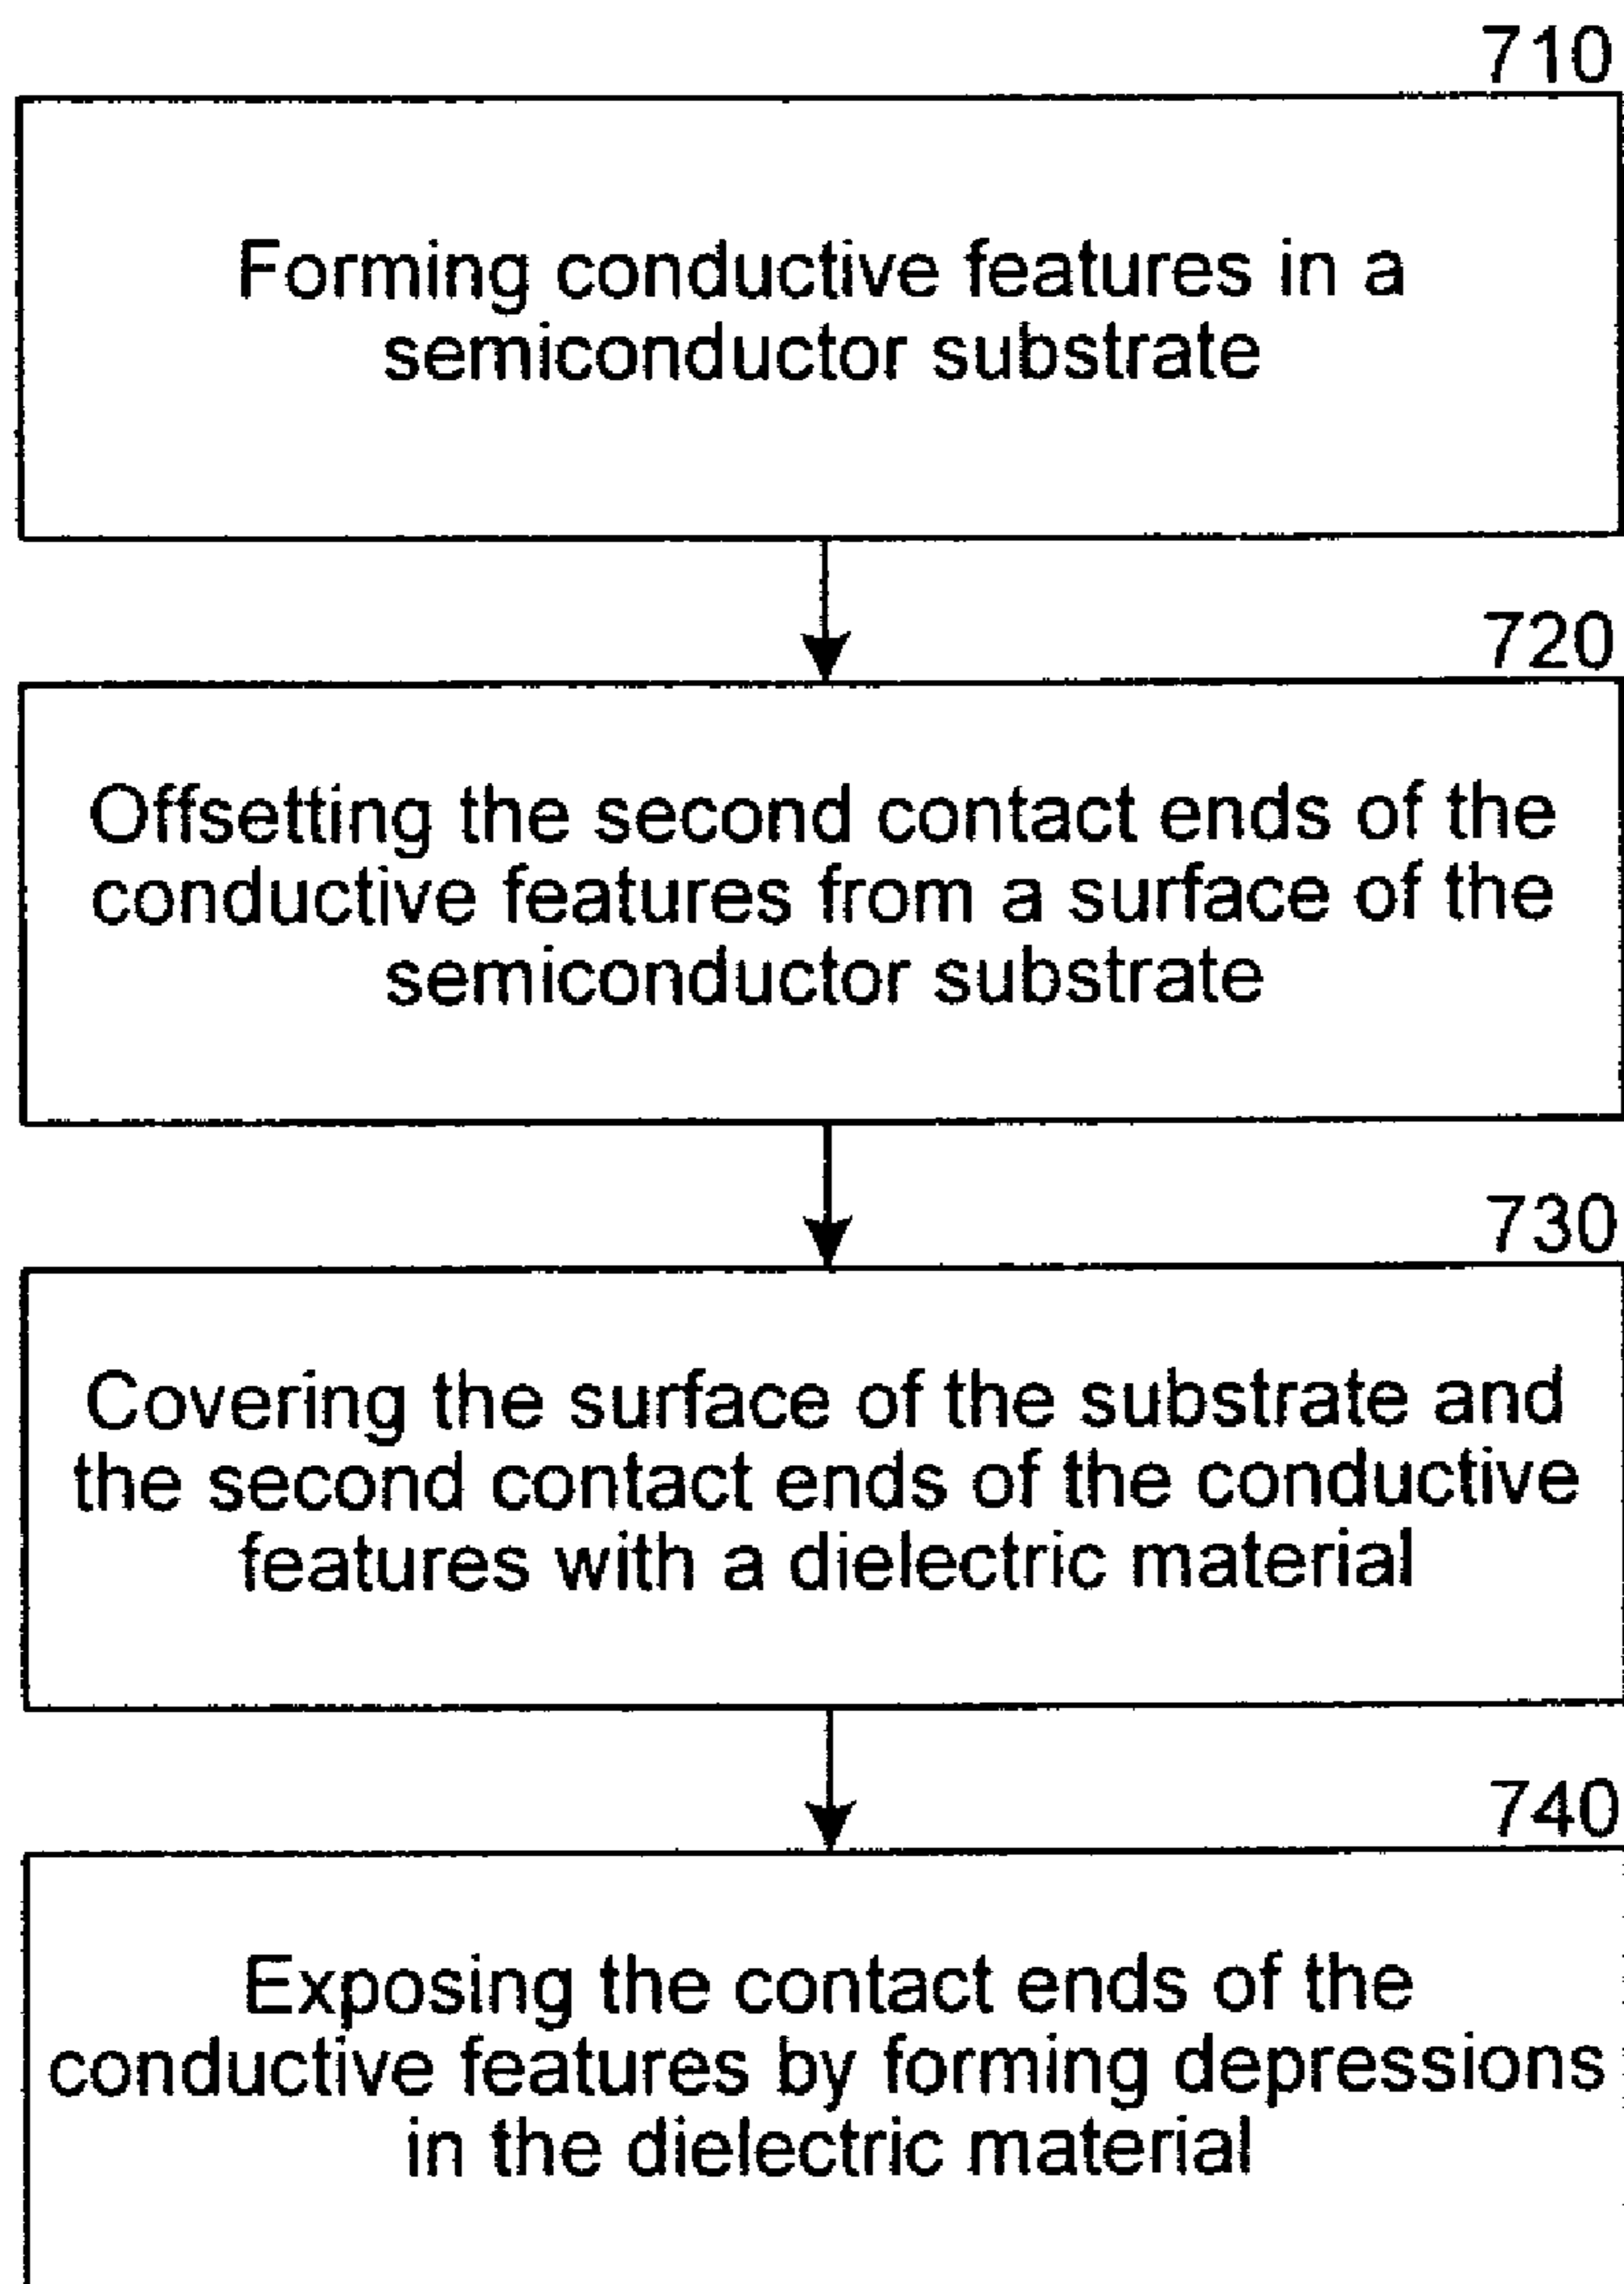 710
Forming conductive features in a
semiconductor substrate
720
Offsetting the second contact ends of the
conductive features from a surface of the
semiconductor substrate
730
Covering the surface of the substrate and
the second contact ends of the conductive
features with a dielectric material
740
Exposing the contact ends of the
conductive features by forming depressions
in the dielectric material